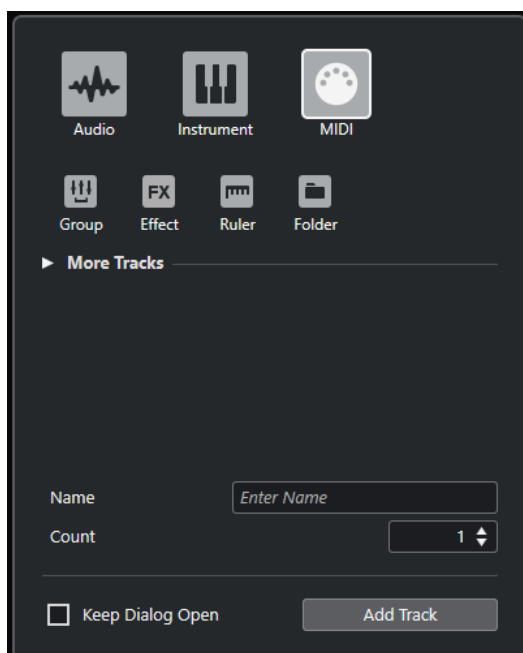 Audio Instrument MIDI
FX
Group Effect Ruler Folder
More Tracks
Name Enter Name
Count 1
Keep Dialog Open Add Track